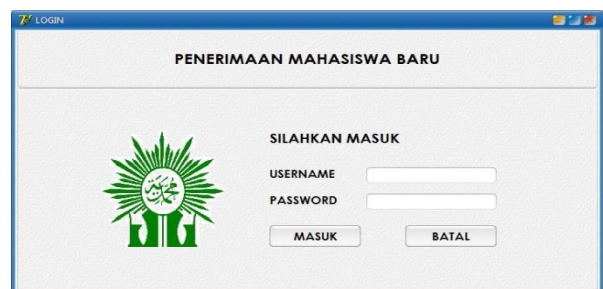 LOGIN
PENERIMAAN MAHASISWA BARU
SILAHKAN MASUK
USERNAME
PASSWORD
MASUK BATAL